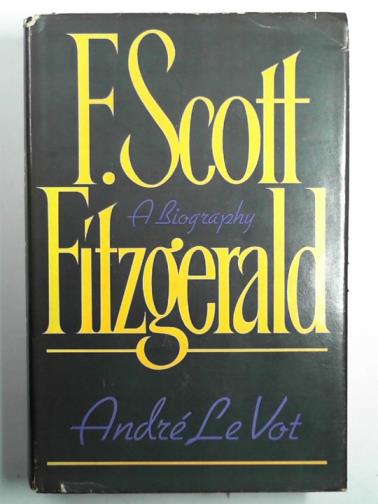 F. Scott
A Biography
Fitzgerald
André Le Vot